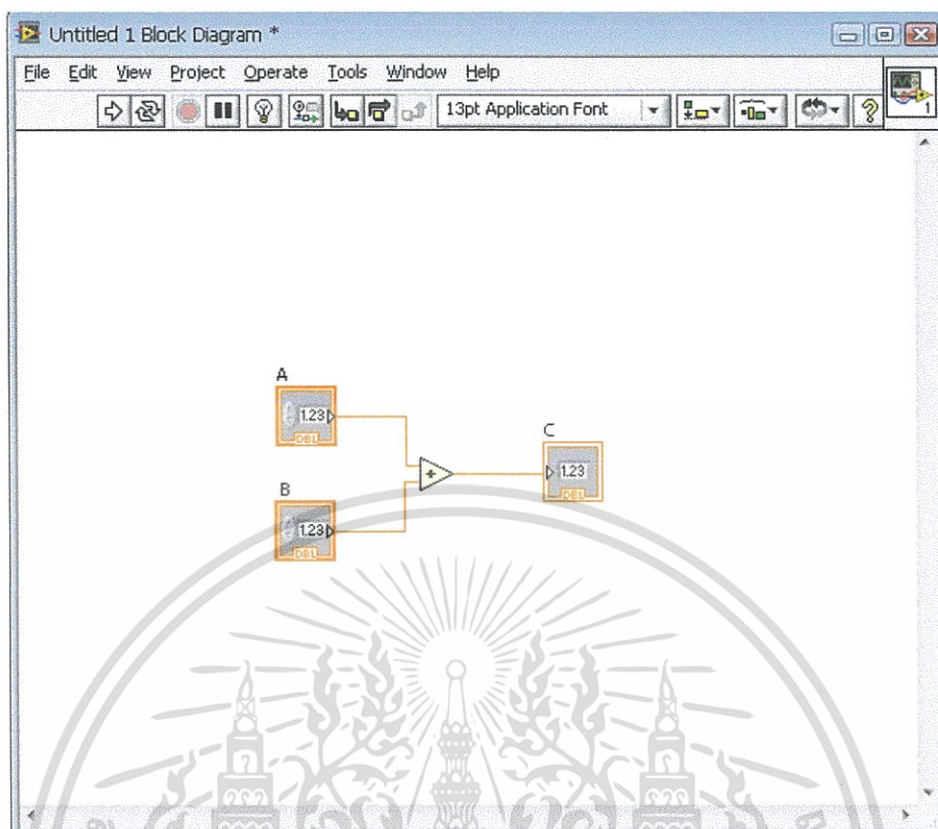 Untitled 1 Block Diagram *
File Edit View Project Operate Tools Window Help
13pt Application Font
1
A
1.23
DBL
B
1.23
DBL
+
C
1.23
DBL